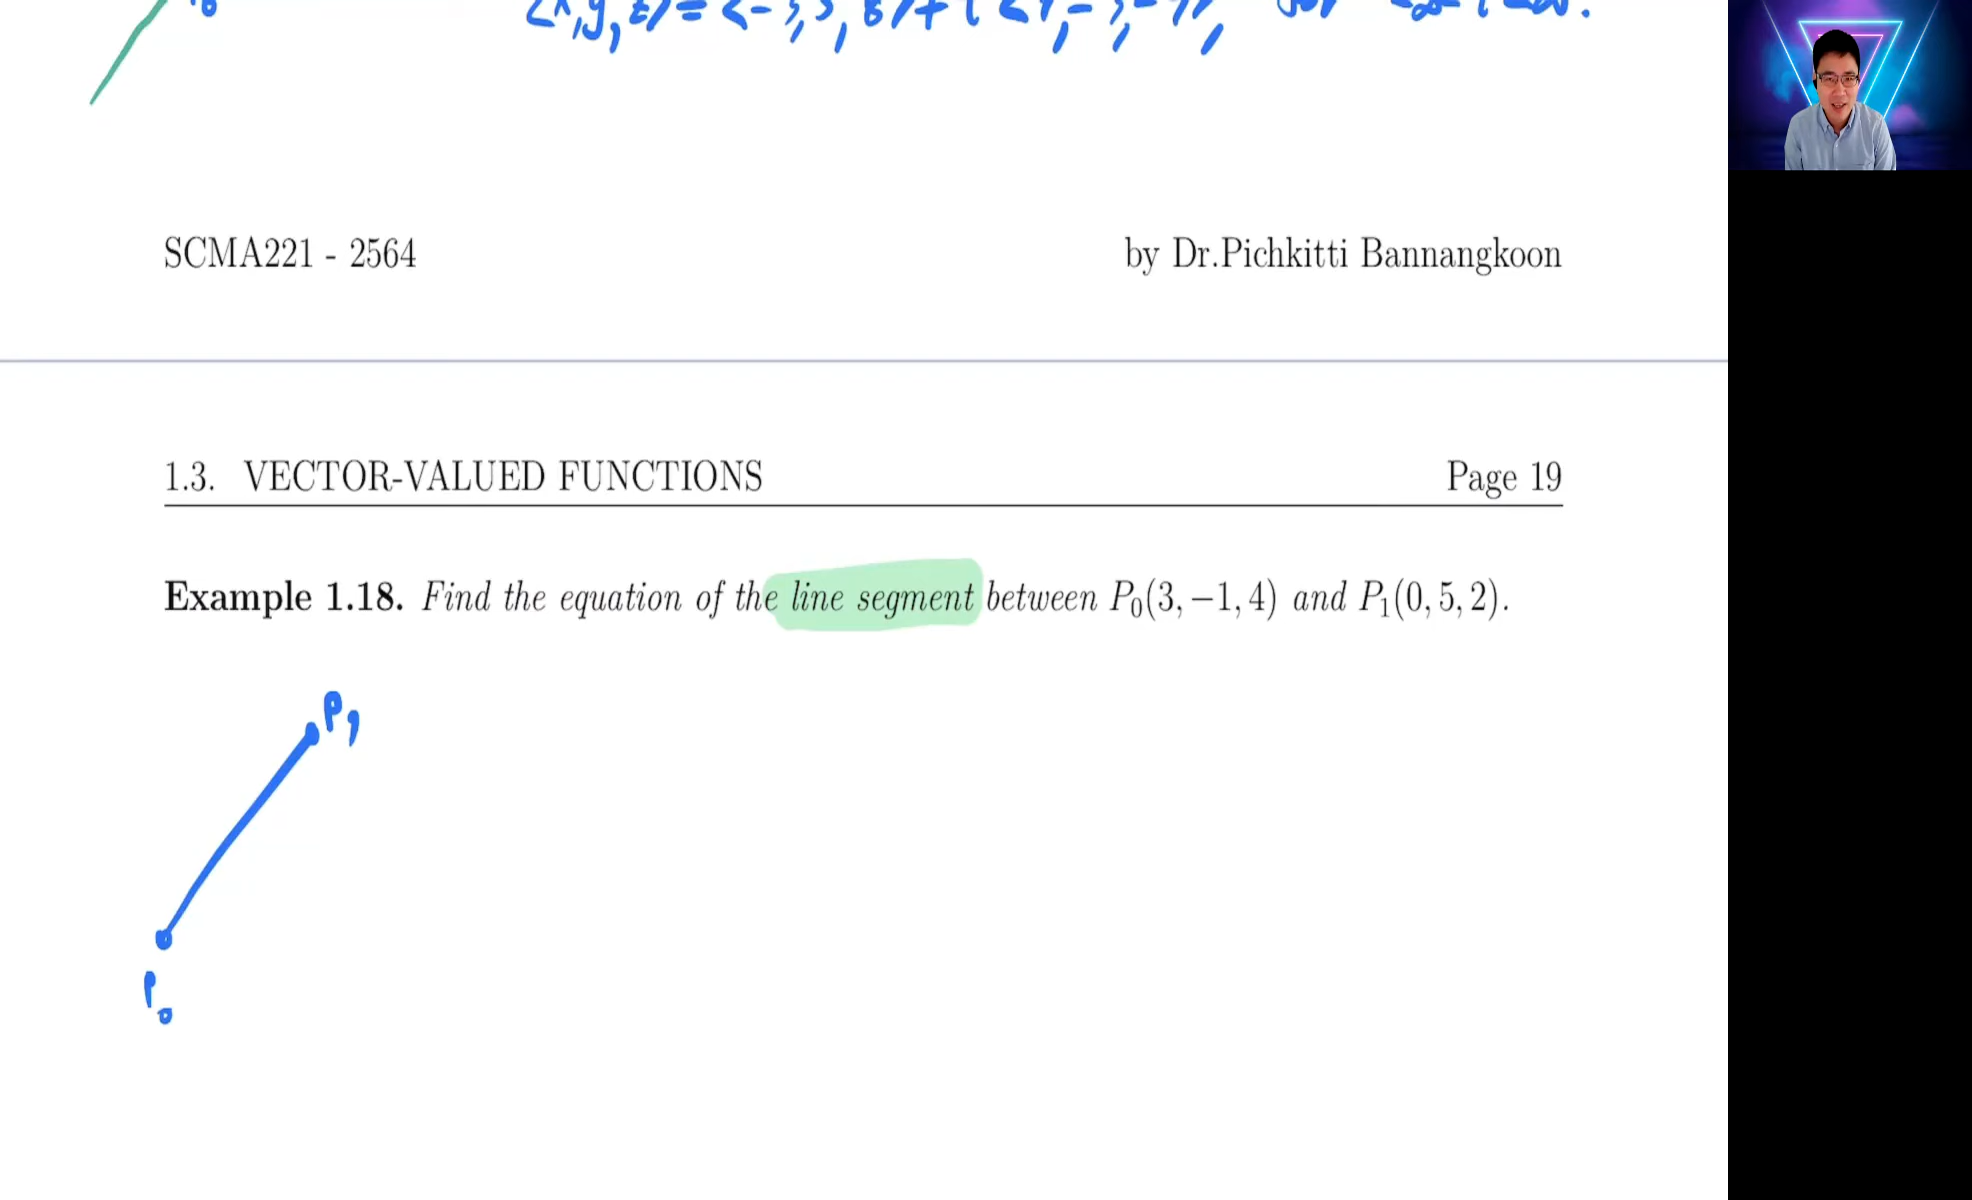 SCMA221 - 2564
by Dr.Pichkitti Bannangkoon
1.3. VECTOR-VALUED FUNCTIONS
Page 19
Example 1.18. Find the equation of the line segment between P₀(3, −1, 4) and P₁(0, 5, 2).
P₁
P₀